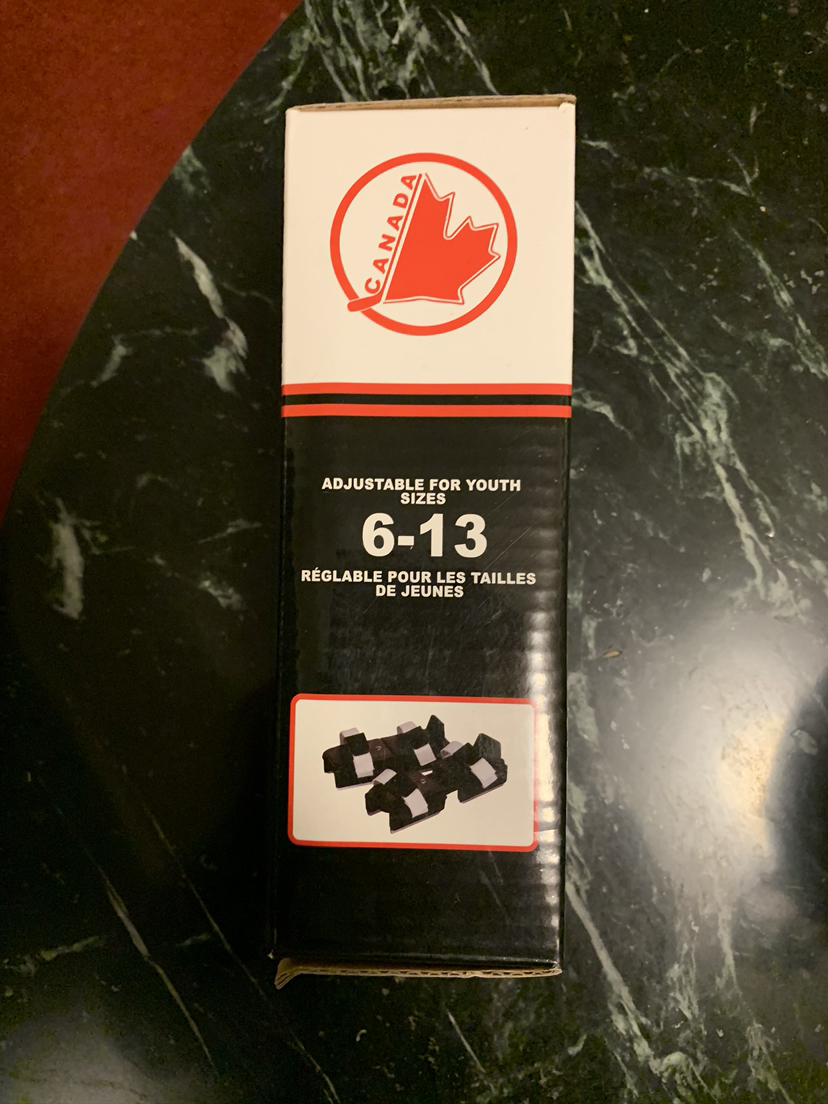 CANADA
ADJUSTABLE FOR YOUTH
SIZES
6-13
RÉGLABLE POUR LES TAILLES
DE JEUNES